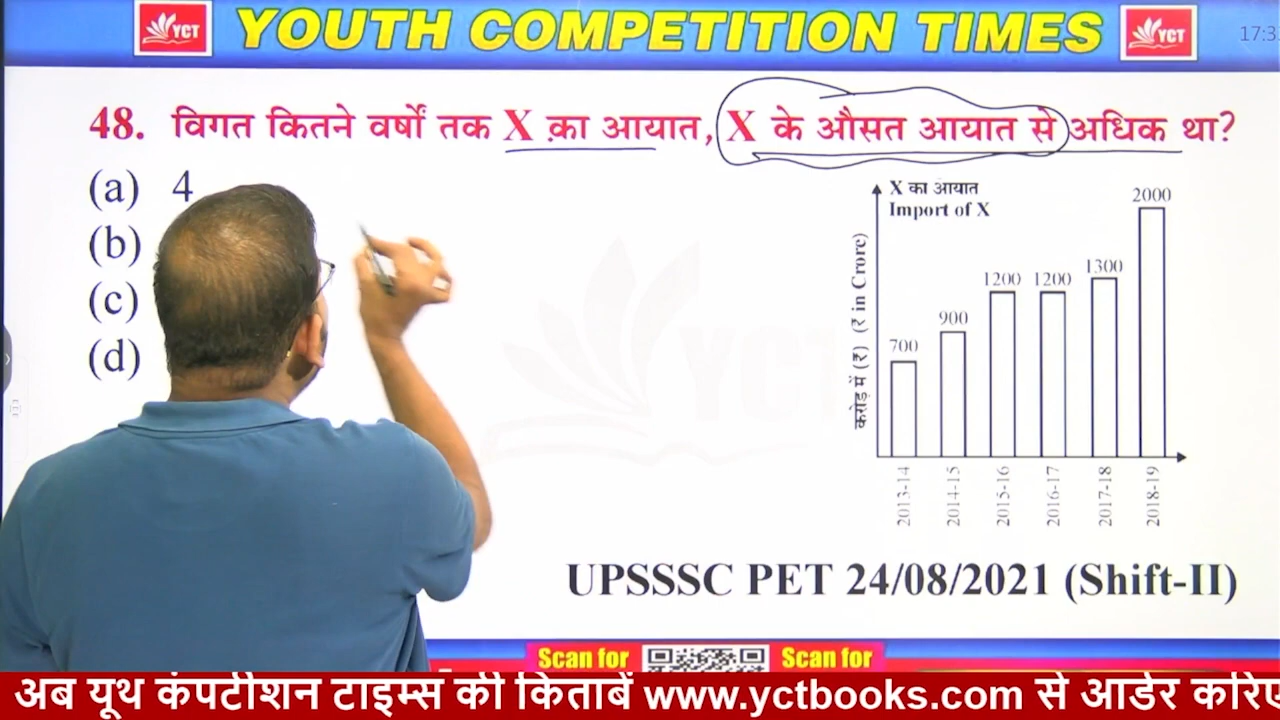 YCT
YOUTH COMPETITION TIMES
YCT
48. विगत कितने वर्षों तक X का आयात, X के औसत आयात से अधिक था?
(a) 4
(b)
(c)
(d)
X का आयात
Import of X
करोड़ में (₹) (₹ in Crore)
700
900
1200
1200
1300
2000
2013-14
2014-15
2015-16
2016-17
2017-18
2018-19
YCT
UPSSSC PET 24/08/2021 (Shift-II)
Scan for
Scan for
अब यूथ कंपटीशन टाइम्स की किताबें www.yctbooks.com से आर्डर करिए